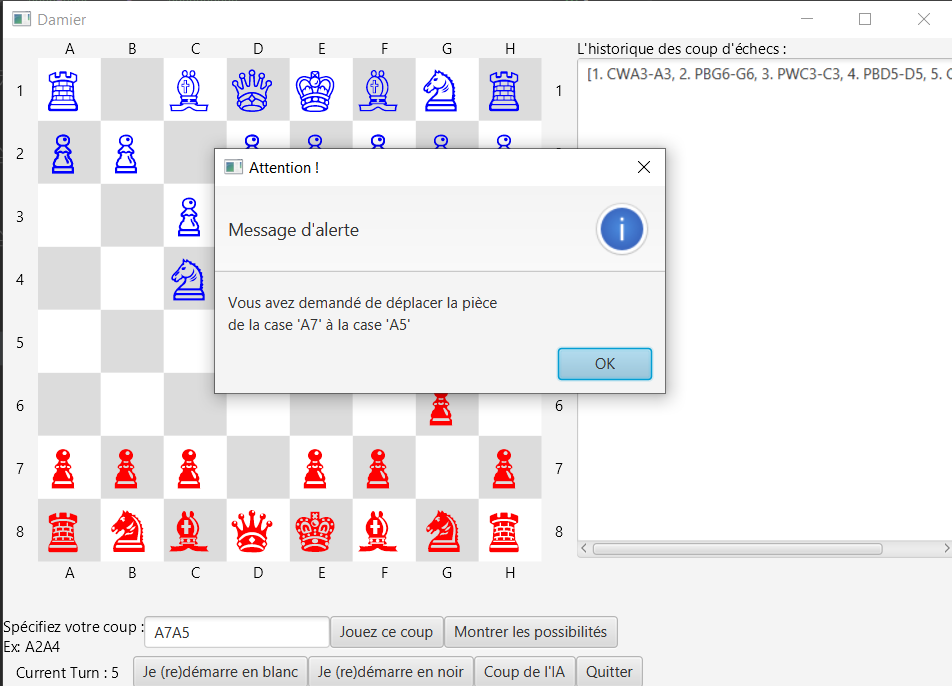 Damier
A B C D E F G H
L'historique des coup d'échecs :
1 1
[1. CWA3-A3, 2. PBG6-G6, 3. PWC3-C3, 4. PBD5-D5, 5.
2
Attention !
3
Message d'alerte
4
Vous avez demandé de déplacer la pièce
de la case 'A7' à la case 'A5'
5
OK
6 6
7 7
8 8
A B C D E F G H
Spécifiez votre coup :
Ex: A2A4
A7A5
Jouez ce coup
Montrer les possibilités
Current Turn : 5
Je (re)démarre en blanc
Je (re)démarre en noir
Coup de l'IA
Quitter